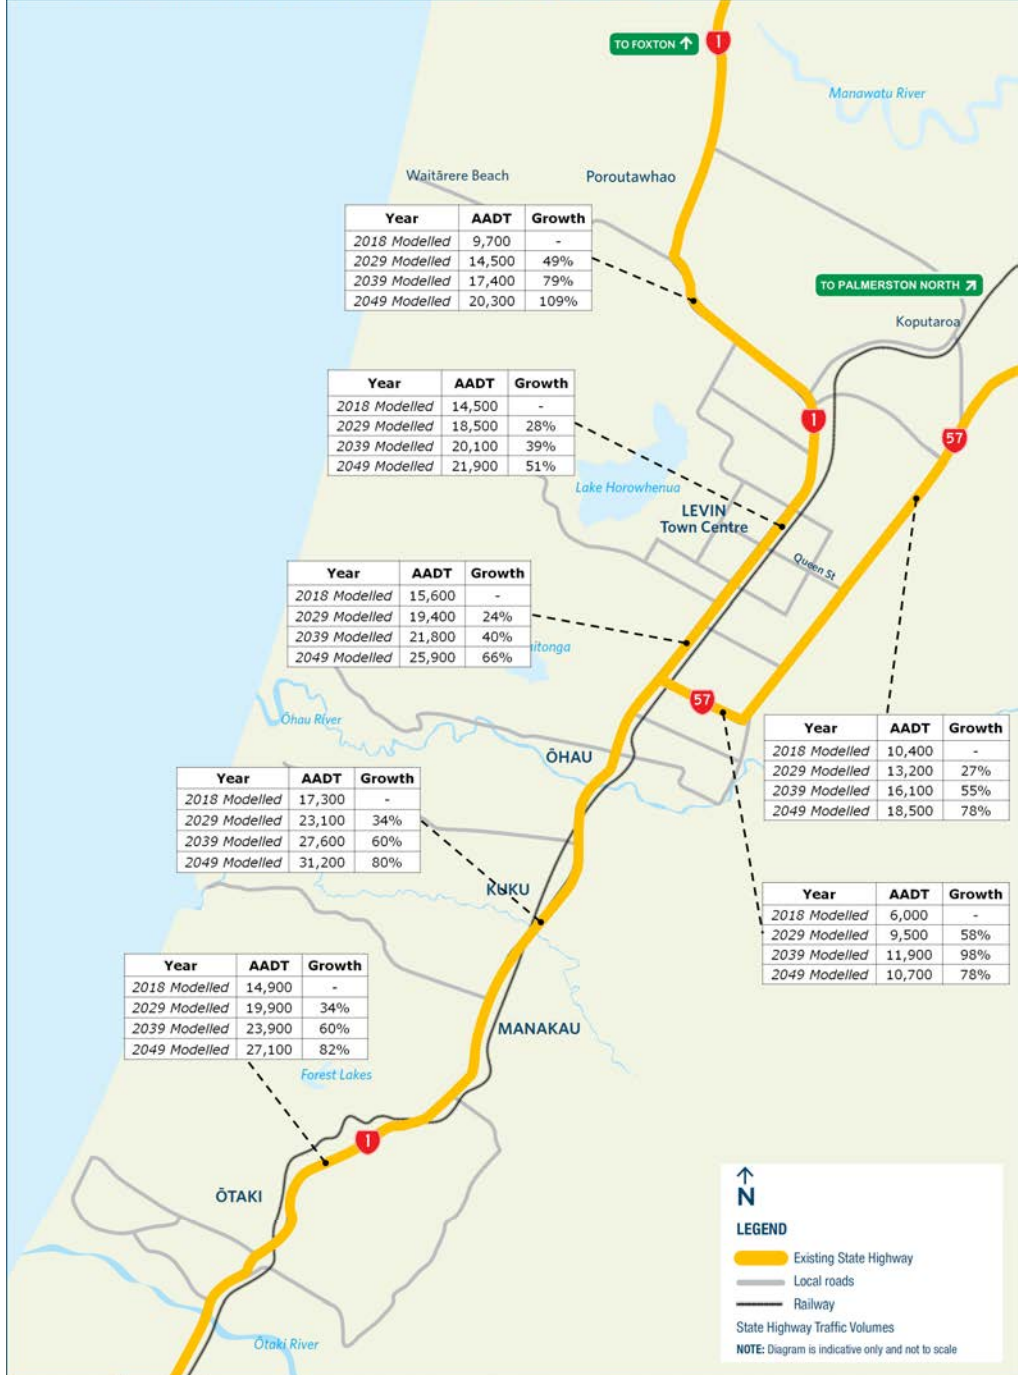 TO FOXTON ↑
1
Manawatu River
Waitārere Beach
Poroutawhao
Year AADT Growth
2018 Modelled 9,700 -
2029 Modelled 14,500 49%
2039 Modelled 17,400 79%
2049 Modelled 20,300 109%
TO PALMERSTON NORTH ↗
Koputaroa
Year AADT Growth
2018 Modelled 14,500 -
2029 Modelled 18,500 28%
2039 Modelled 20,100 39%
2049 Modelled 21,900 51%
1
57
Lake Horowhenua
LEVIN
Town Centre
Queen St
Year AADT Growth
2018 Modelled 15,600 -
2029 Modelled 19,400 24%
2039 Modelled 21,800 40%
2049 Modelled 25,900 66%
57
Ōhau River
ŌHAU
Year AADT Growth
2018 Modelled 10,400 -
2029 Modelled 13,200 27%
2039 Modelled 16,100 55%
2049 Modelled 18,500 78%
Year AADT Growth
2018 Modelled 17,300 -
2029 Modelled 23,100 34%
2039 Modelled 27,600 60%
2049 Modelled 31,200 80%
KUKU
Year AADT Growth
2018 Modelled 6,000 -
2029 Modelled 9,500 58%
2039 Modelled 11,900 98%
2049 Modelled 10,700 78%
Year AADT Growth
2018 Modelled 14,900 -
2029 Modelled 19,900 34%
2039 Modelled 23,900 60%
2049 Modelled 27,100 82%
MANAKAU
Forest Lakes
1
ŌTAKI
Ōtaki River
N
LEGEND
Existing State Highway
Local roads
Railway
State Highway Traffic Volumes
NOTE: Diagram is indicative only and not to scale